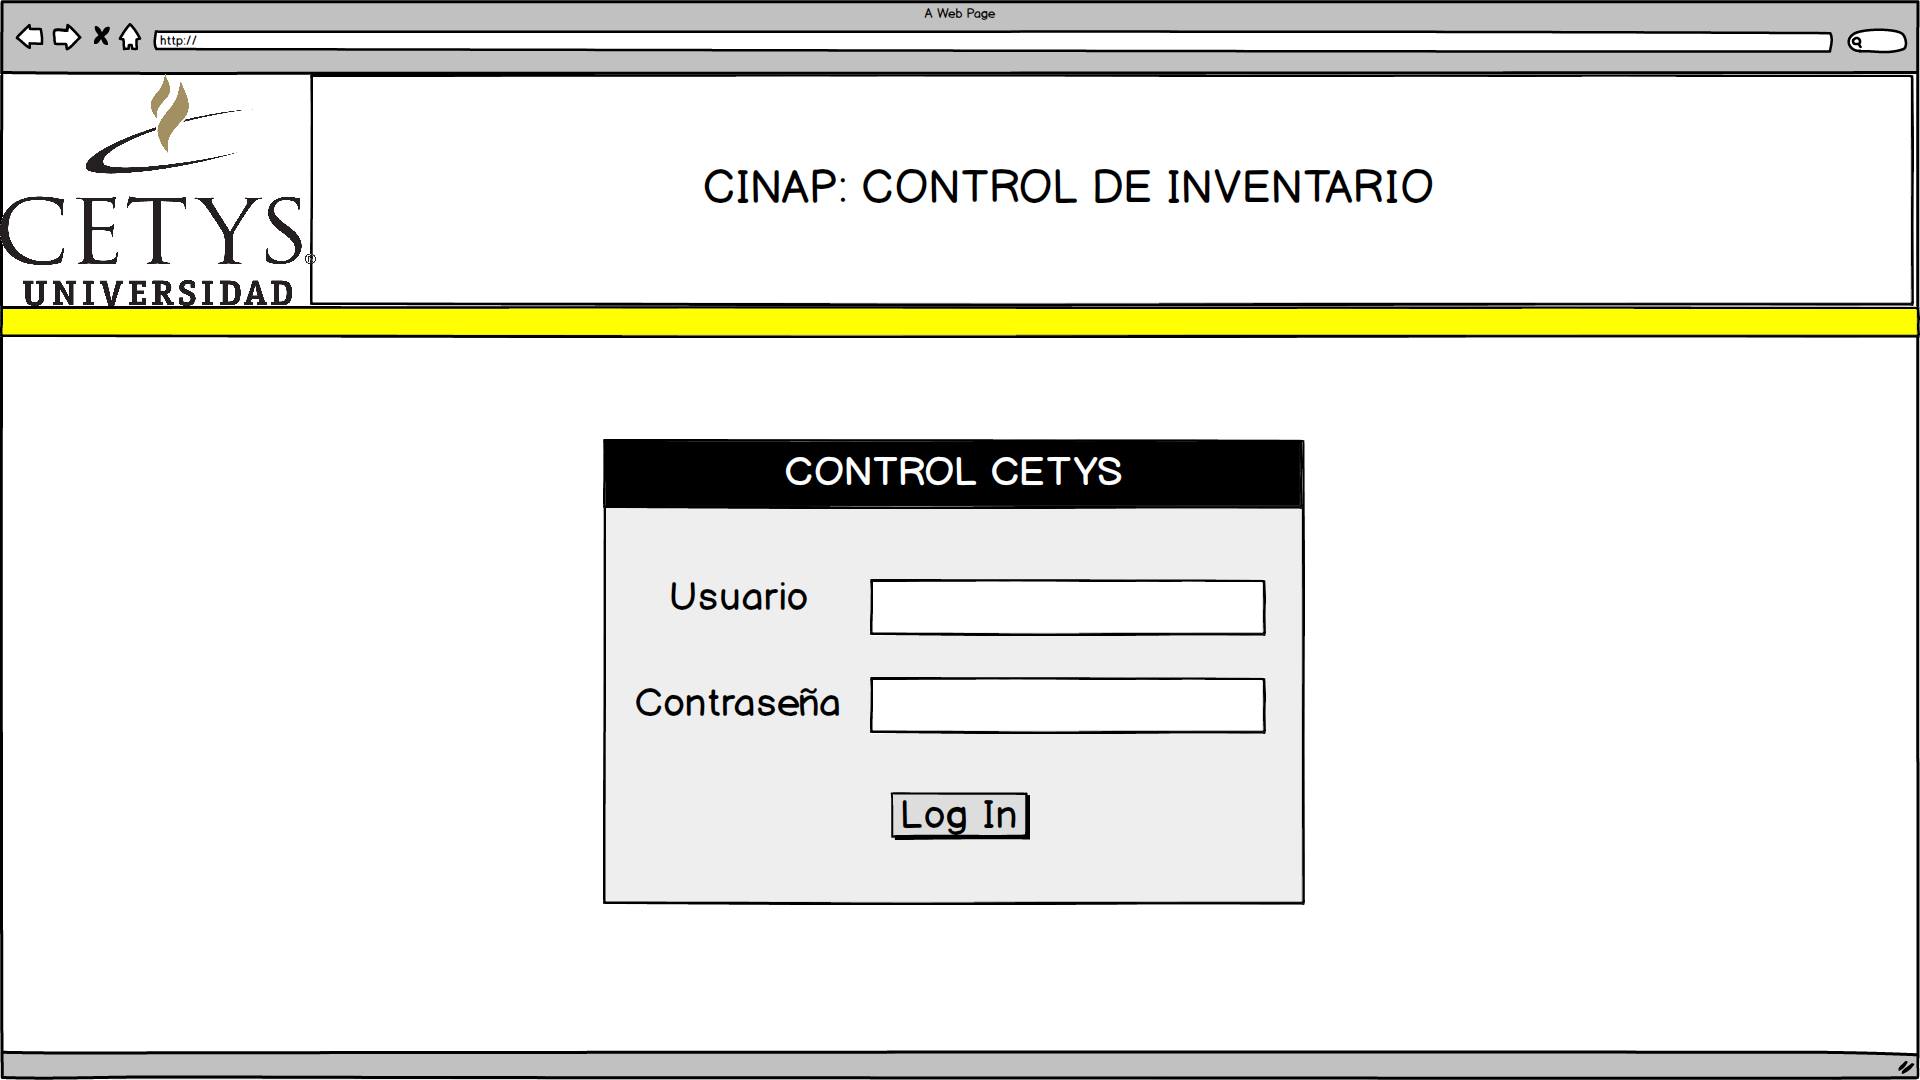 A Web Page
http://
CETYS®
UNIVERSIDAD
CINAP: CONTROL DE INVENTARIO
CONTROL CETYS
Usuario
Contraseña
Log In